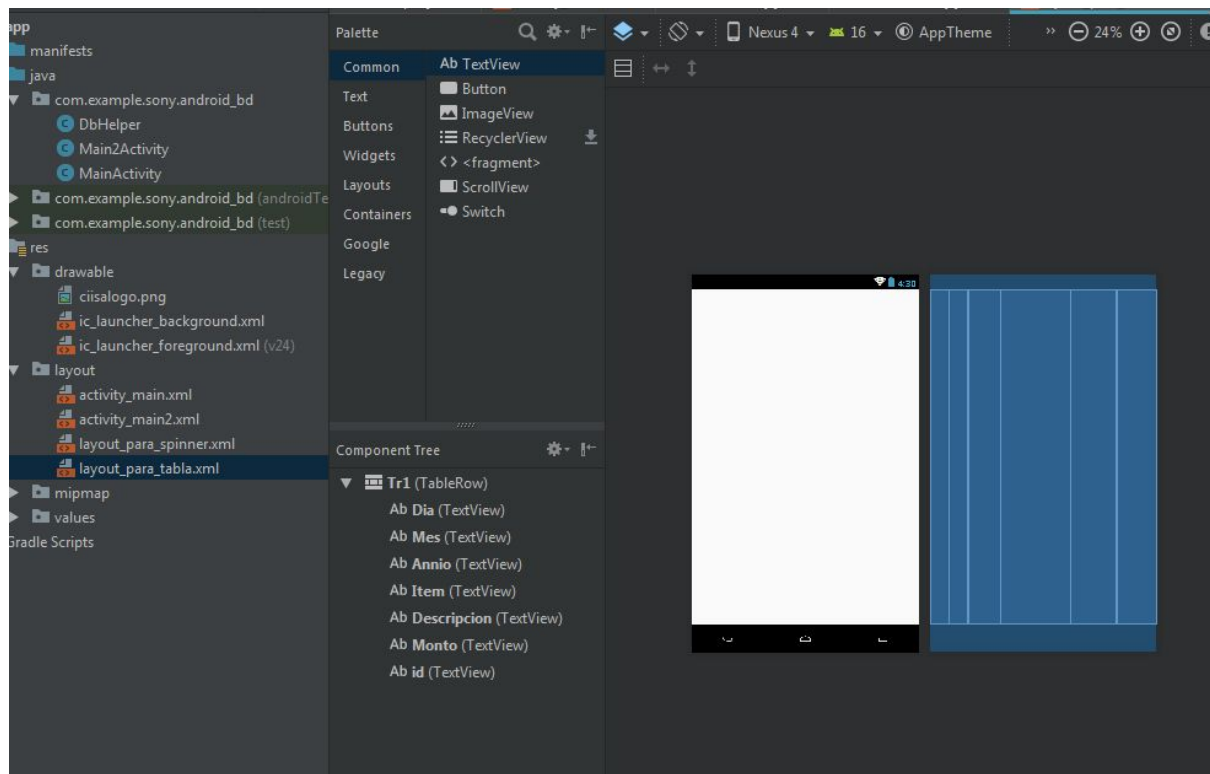 app
manifests
java
com.example.sony.android_bd
DbHelper
Main2Activity
MainActivity
com.example.sony.android_bd (androidTe
com.example.sony.android_bd (test)
res
drawable
ciisalogo.png
ic_launcher_background.xml
ic_launcher_foreground.xml (v24)
layout
activity_main.xml
activity_main2.xml
layout_para_spinner.xml
layout_para_tabla.xml
mipmap
values
Gradle Scripts
Palette
Common
Text
Buttons
Widgets
Layouts
Containers
Google
Legacy
Ab TextView
Button
ImageView
RecyclerView
<> <fragment>
ScrollView
Switch
Component Tree
Tr1 (TableRow)
Ab Dia (TextView)
Ab Mes (TextView)
Ab Annio (TextView)
Ab Item (TextView)
Ab Descripcion (TextView)
Ab Monto (TextView)
Ab id (TextView)
Nexus 4 16 AppTheme » 24%
4:30